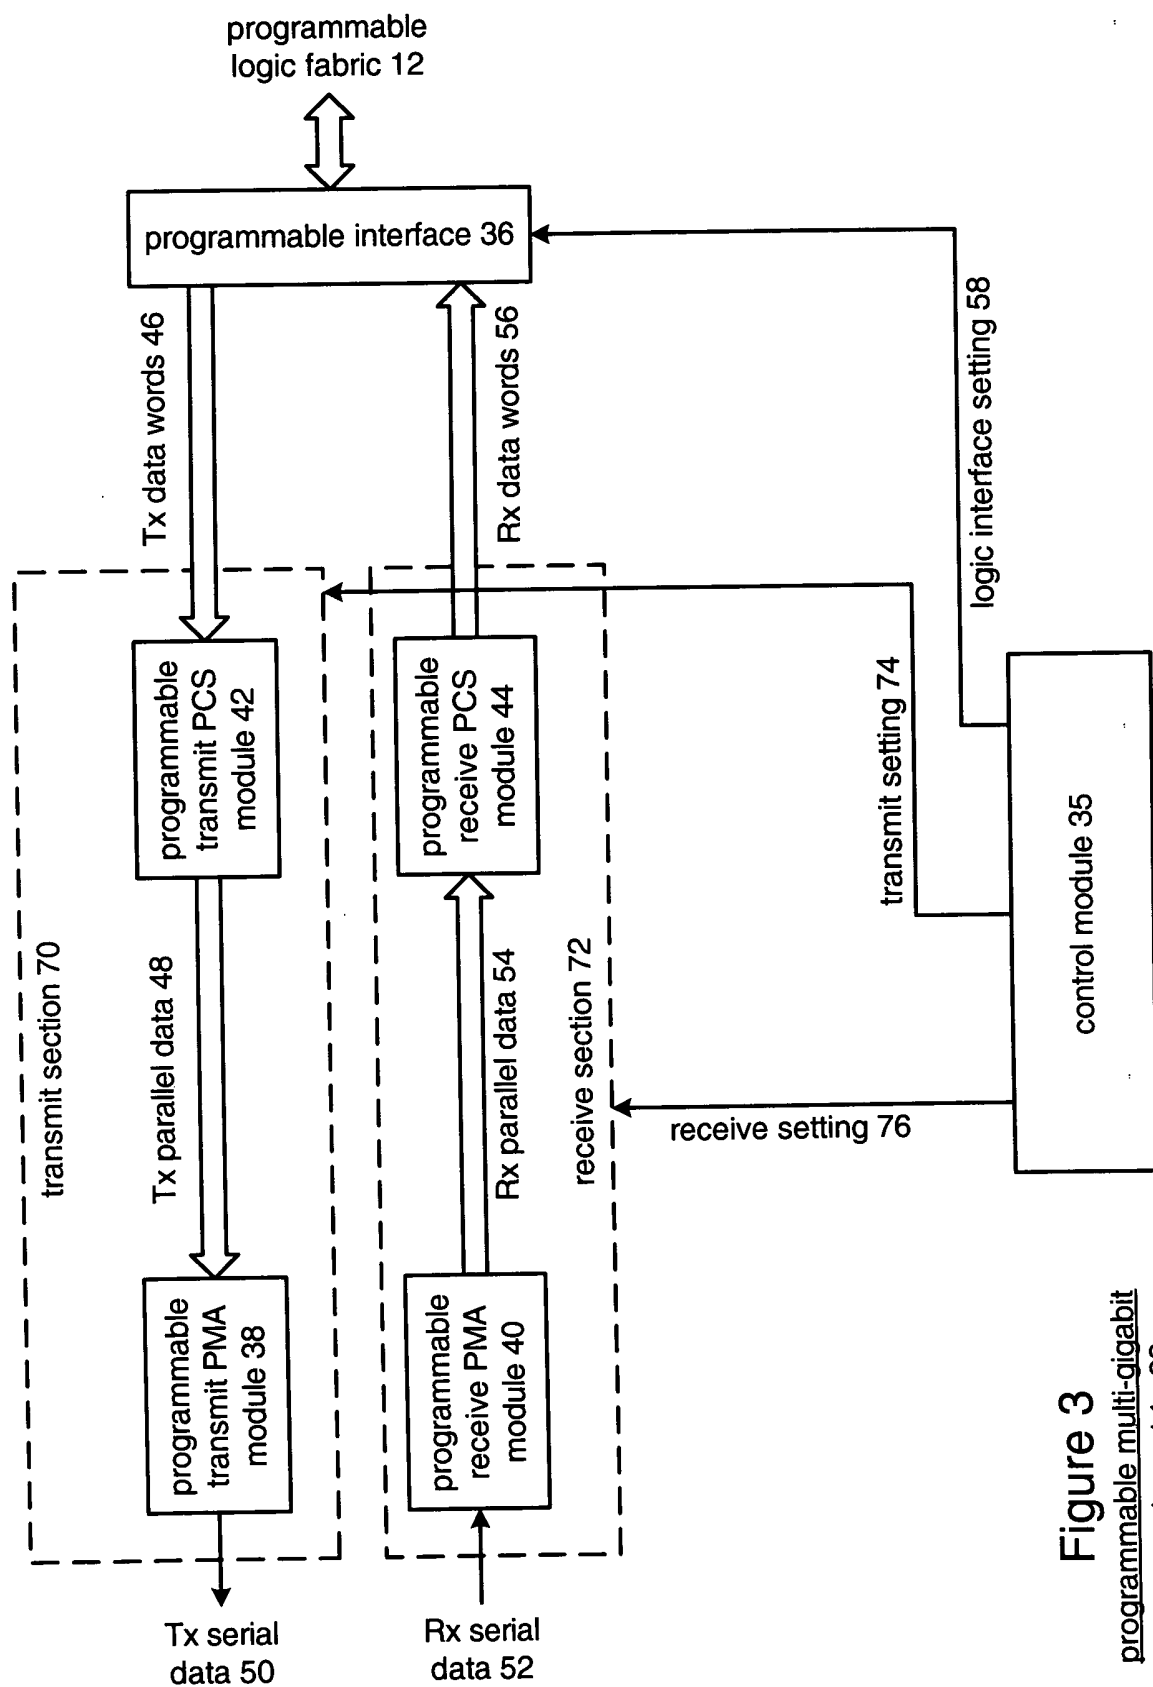 programmable
logic fabric 12
programmable interface 36
Tx data words 46
Rx data words 56
logic interface setting 58
programmable
transmit PCS
module 42
programmable
receive PCS
module 44
transmit setting 74
transmit section 70
Tx parallel data 48
Rx parallel data 54
receive section 72
receive setting 76
control module 35
programmable
transmit PMA
module 38
programmable
receive PMA
module 40
Tx serial
data 50
Rx serial
data 52
Figure 3
programmable multi-gigabit